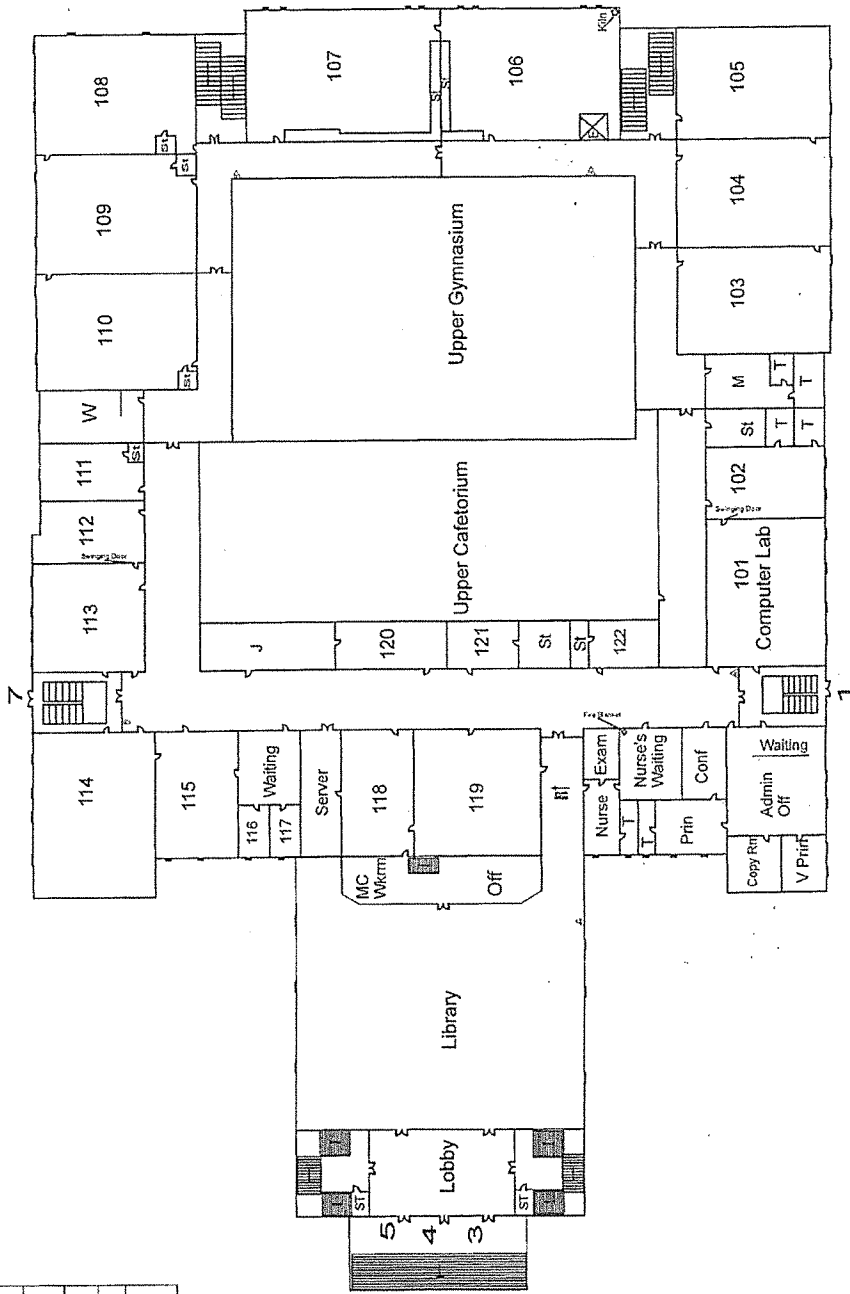 108
107
106
Kiln
105
St
St
St
St
E
109
104
110
103
Upper Gymnasium
St
W
M
T
T
111
St
St
T
T
112
Swinging Door
102
Swinging Door
Upper Cafetorium
113
101
Computer Lab
J
120
121
St
St
122
7
1
Fire Blanket
114
115
Waiting
116
117
Server
118
119
Exam
Nurse
Nurse's
Waiting
Conf
T
T
Prin
Waiting
Admin
Off
Copy Rm
V Prin
MC
Wkrm
Off
Library
Lobby
ST
ST
5
4
3